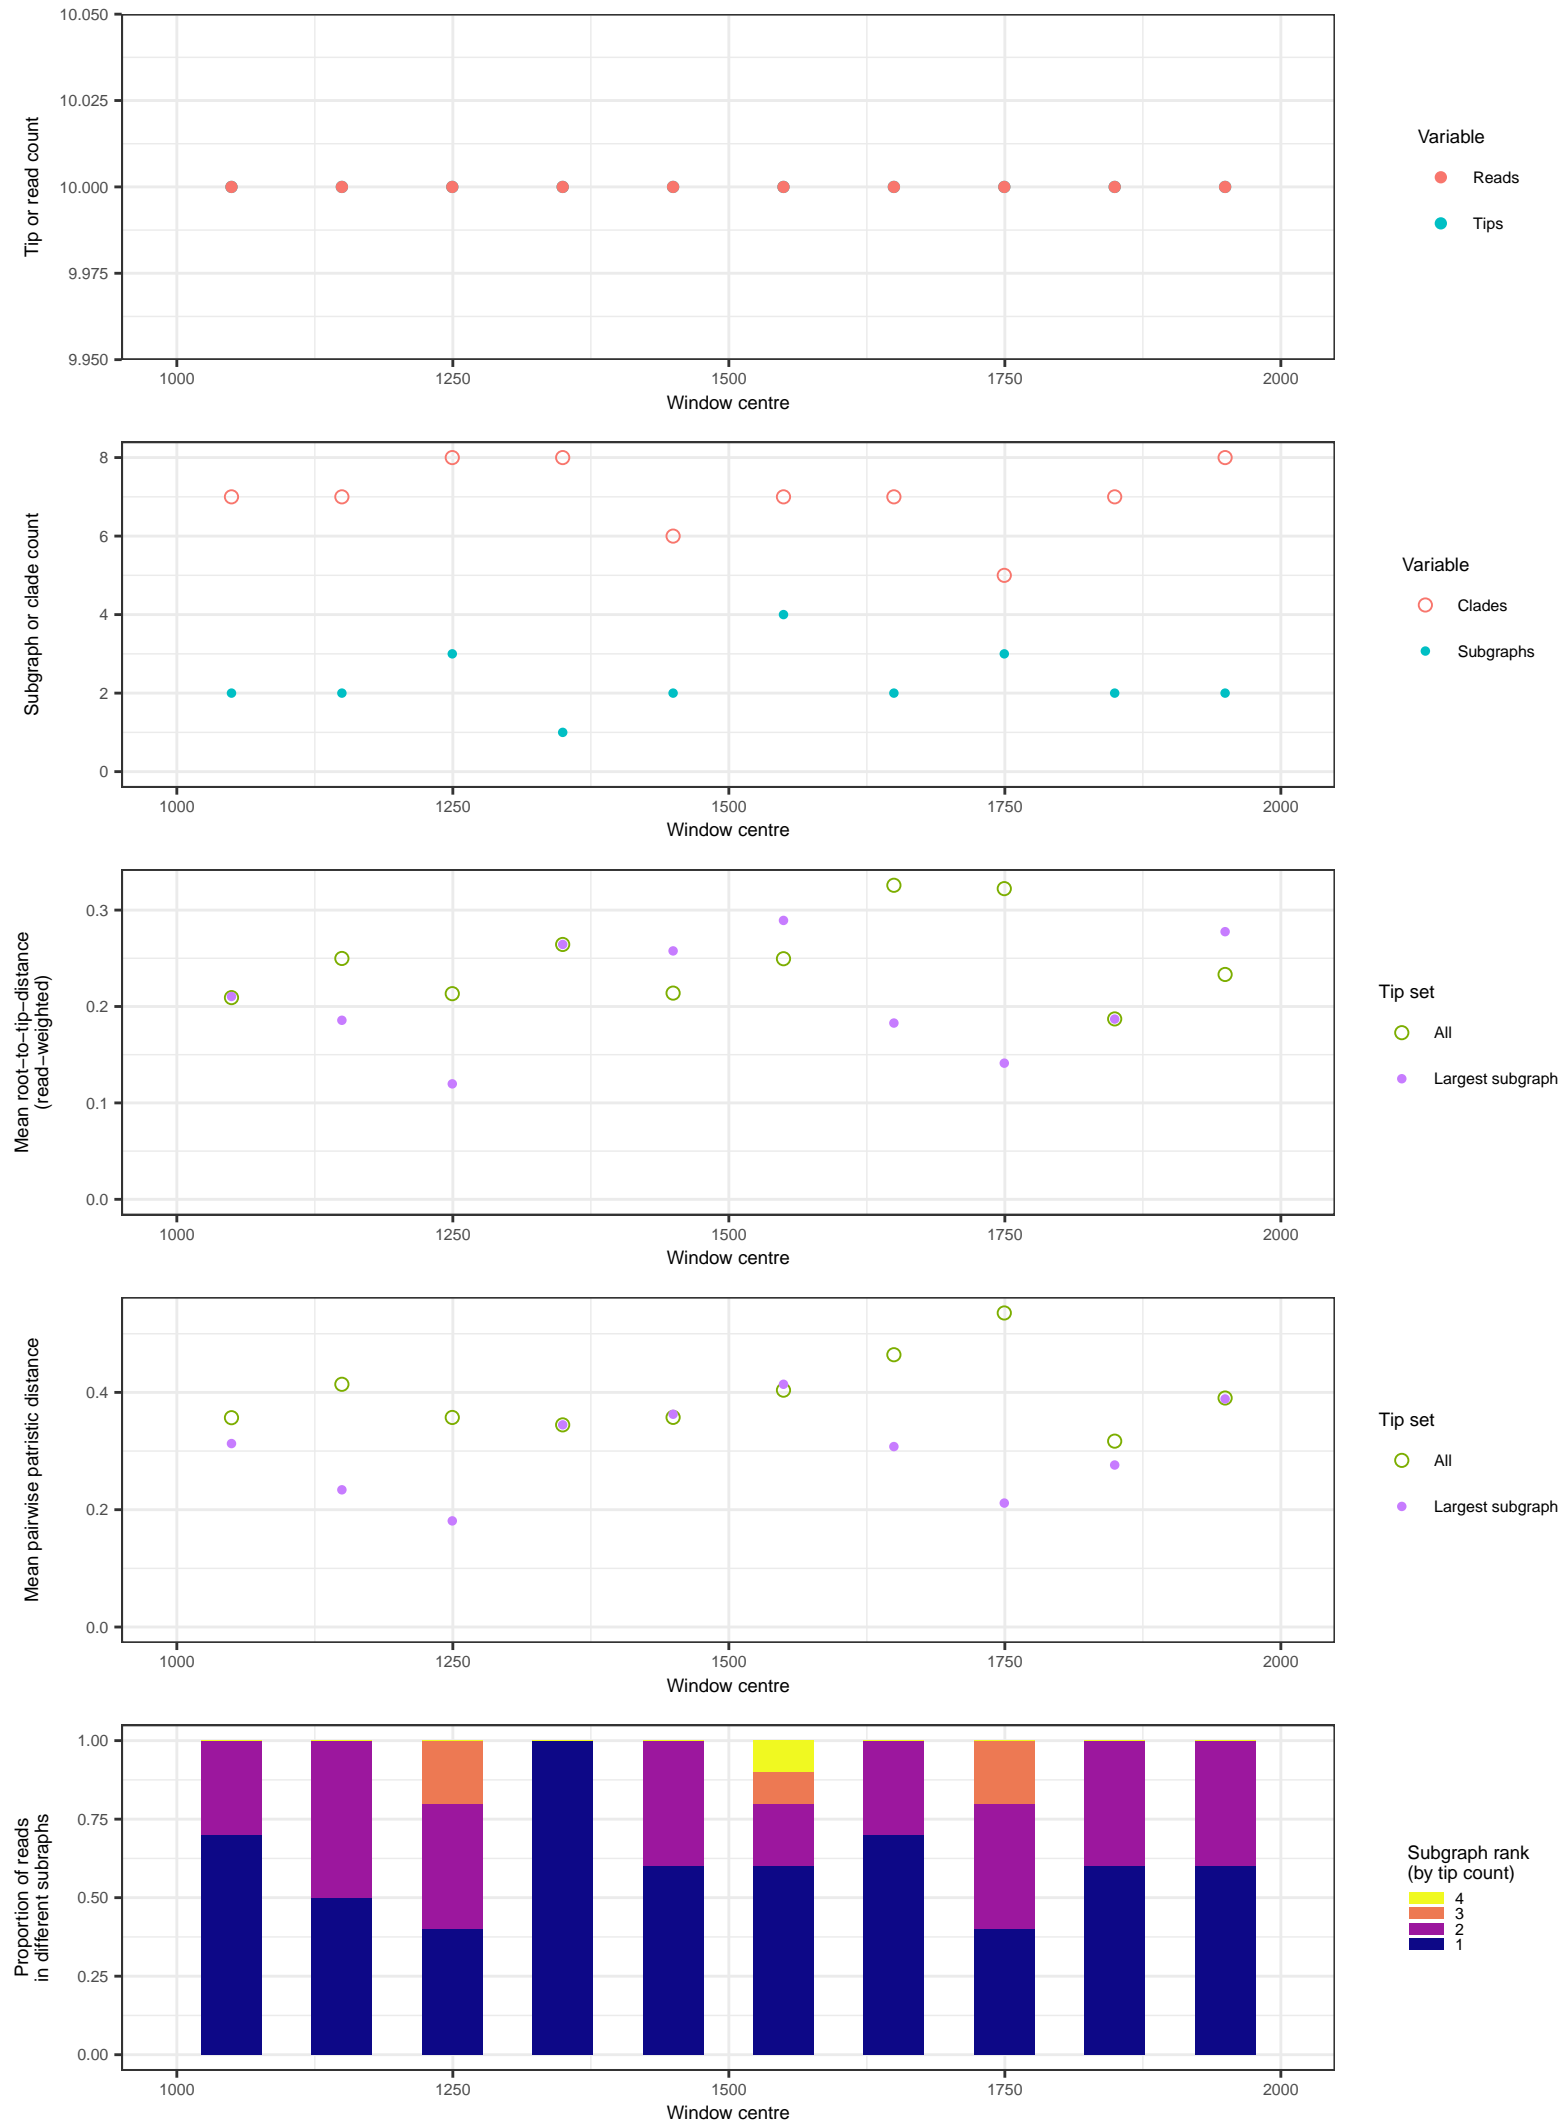 10.050
10.025
10.000
9.975
9.950
Tip or read count
1000 1250 1500 1750 2000
Window centre
Variable
Reads
Tips
8
6
4
2
0
Subgraph or clade count
1000 1250 1500 1750 2000
Window centre
Variable
Clades
Subgraphs
0.3
0.2
0.1
0.0
Mean root−to−tip−distance
(read−weighted)
1000 1250 1500 1750 2000
Window centre
Tip set
All
Largest subgraph
0.4
0.2
0.0
Mean pairwise patristic distance
1000 1250 1500 1750 2000
Window centre
Tip set
All
Largest subgraph
1.00
0.75
0.50
0.25
0.00
Proportion of reads
in different subraphs
1000 1250 1500 1750 2000
Window centre
Subgraph rank
(by tip count)
4
3
2
1